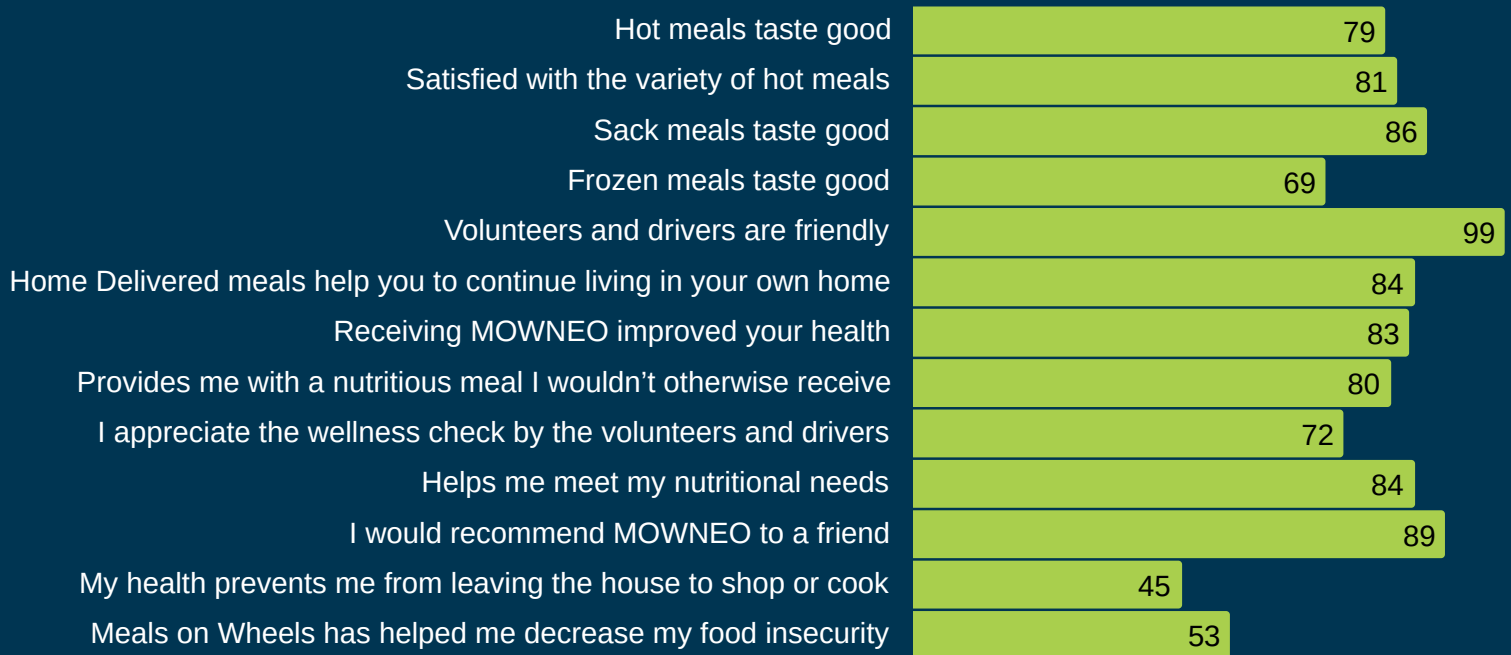 Hot meals taste good 79
Satisfied with the variety of hot meals 81
Sack meals taste good 86
Frozen meals taste good 69
Volunteers and drivers are friendly 99
Home Delivered meals help you to continue living in your own home 84
Receiving MOWNEO improved your health 83
Provides me with a nutritious meal I wouldn’t otherwise receive 80
I appreciate the wellness check by the volunteers and drivers 72
Helps me meet my nutritional needs 84
I would recommend MOWNEO to a friend 89
My health prevents me from leaving the house to shop or cook 45
Meals on Wheels has helped me decrease my food insecurity 53